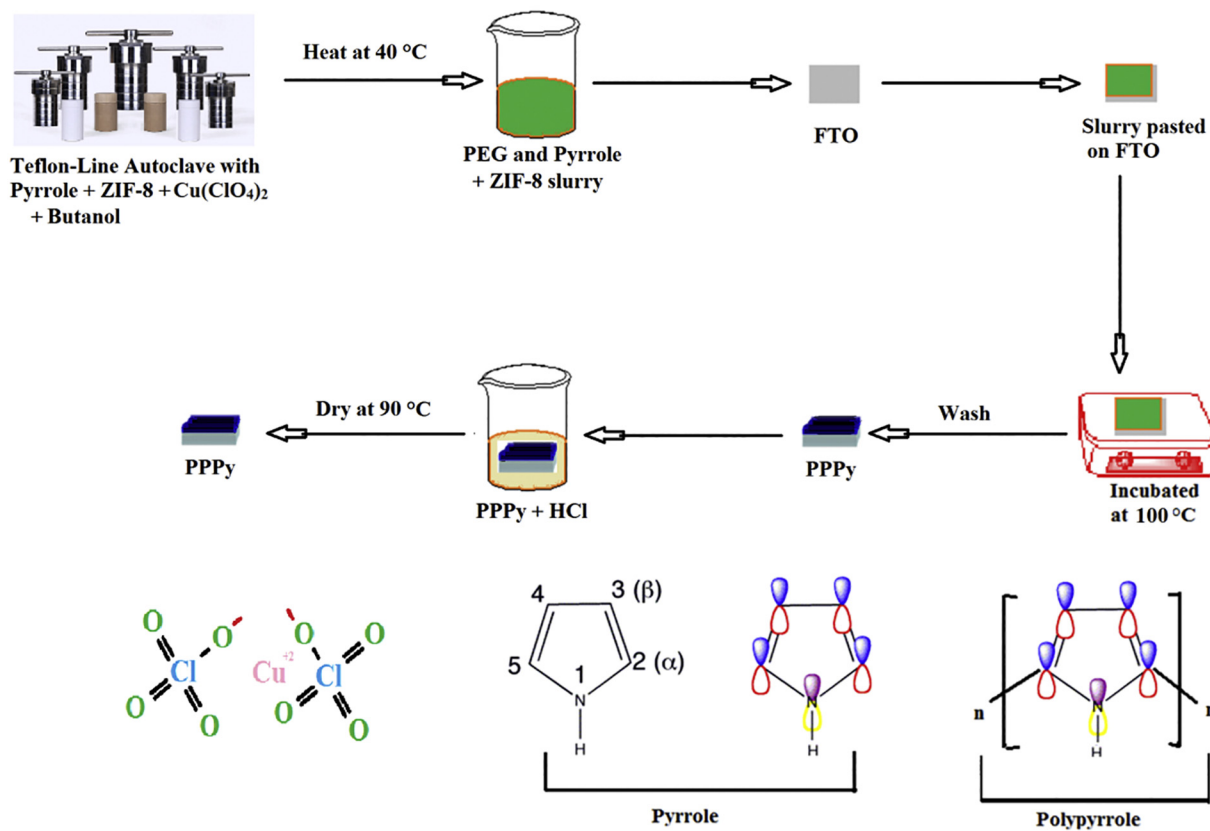 Heat at 40 °C
Teflon-Line Autoclave with
Pyrrole + ZIF-8 + Cu(ClO4)2
+ Butanol
PEG and Pyrrole
+ ZIF-8 slurry
FTO
Slurry pasted
on FTO
Dry at 90 °C
Wash
PPPy
PPPy + HCl
PPPy
Incubated
at 100 °C
O
O
O
O
Cl
Cu+2
O
O
O
O
Cl
4
3 (β)
5
1
2 (α)
N
H
N
H
n
N
H
n
Pyrrole
Polypyrrole